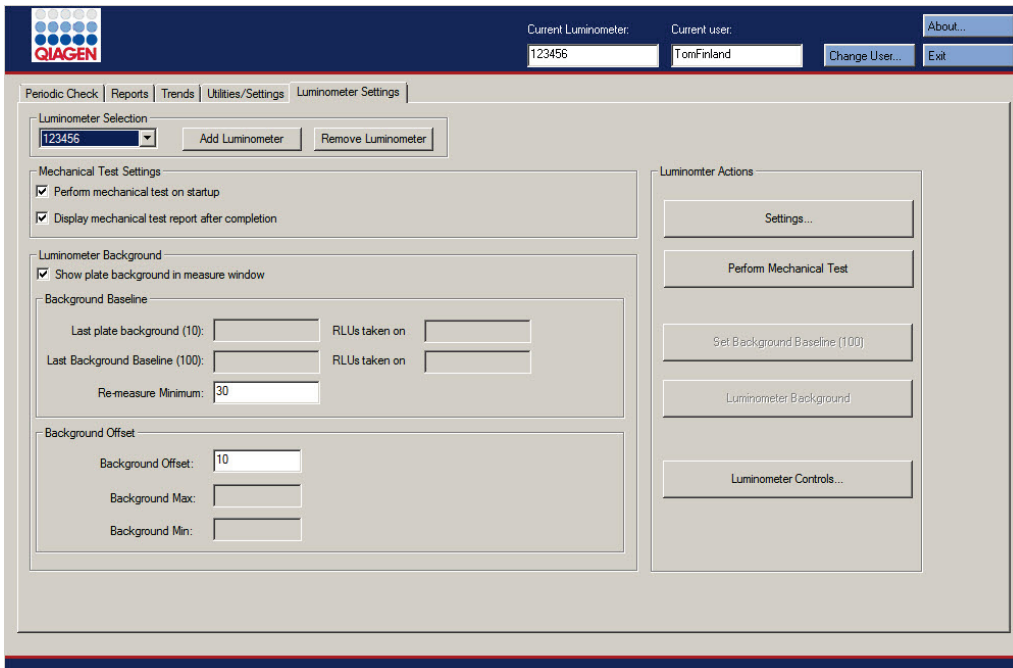 QIAGEN
Current Luminometer:
Current user:
About...
123456
TomFinland
Change User...
Exit
Periodic Check
Reports
Trends
Utilities/Settings
Luminometer Settings
Luminometer Selection
123456
Add Luminometer
Remove Luminometer
Mechanical Test Settings
Perform mechanical test on startup
Display mechanical test report after completion
Luminometer Background
Show plate background in measure window
Background Baseline
Last plate background (10):
RLUs taken on
Last Background Baseline (100):
RLUs taken on
Re-measure Minimum:
30
Background Offset
Background Offset:
10
Background Max:
Background Min:
Luminomter Actions
Settings...
Perform Mechanical Test
Set Background Baseline (100)
Luminometer Background
Luminometer Controls...